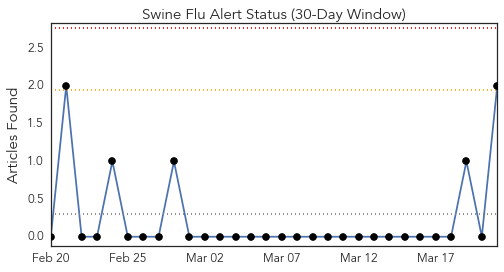 Swine Flu Alert Status (30-Day Window)
Articles Found
2.5
2.0
1.5
1.0
0.5
0.0
Feb 20
Feb 25
Mar 02
Mar 07
Mar 12
Mar 17